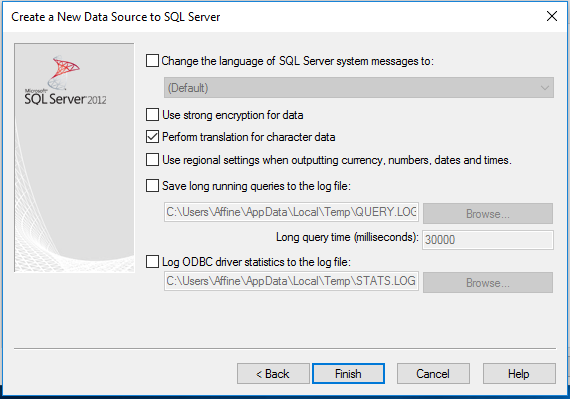 Create a New Data Source to SQL Server
Microsoft
SQL Server 2012
Change the language of SQL Server system messages to:
(Default)
Use strong encryption for data
Perform translation for character data
Use regional settings when outputting currency, numbers, dates and times.
Save long running queries to the log file:
C:\Users\Affine\AppData\Local\Temp\QUERY.LOG Browse...
Long query time (milliseconds): 30000
Log ODBC driver statistics to the log file:
C:\Users\Affine\AppData\Local\Temp\STATS.LOG Browse...
< Back Finish Cancel Help